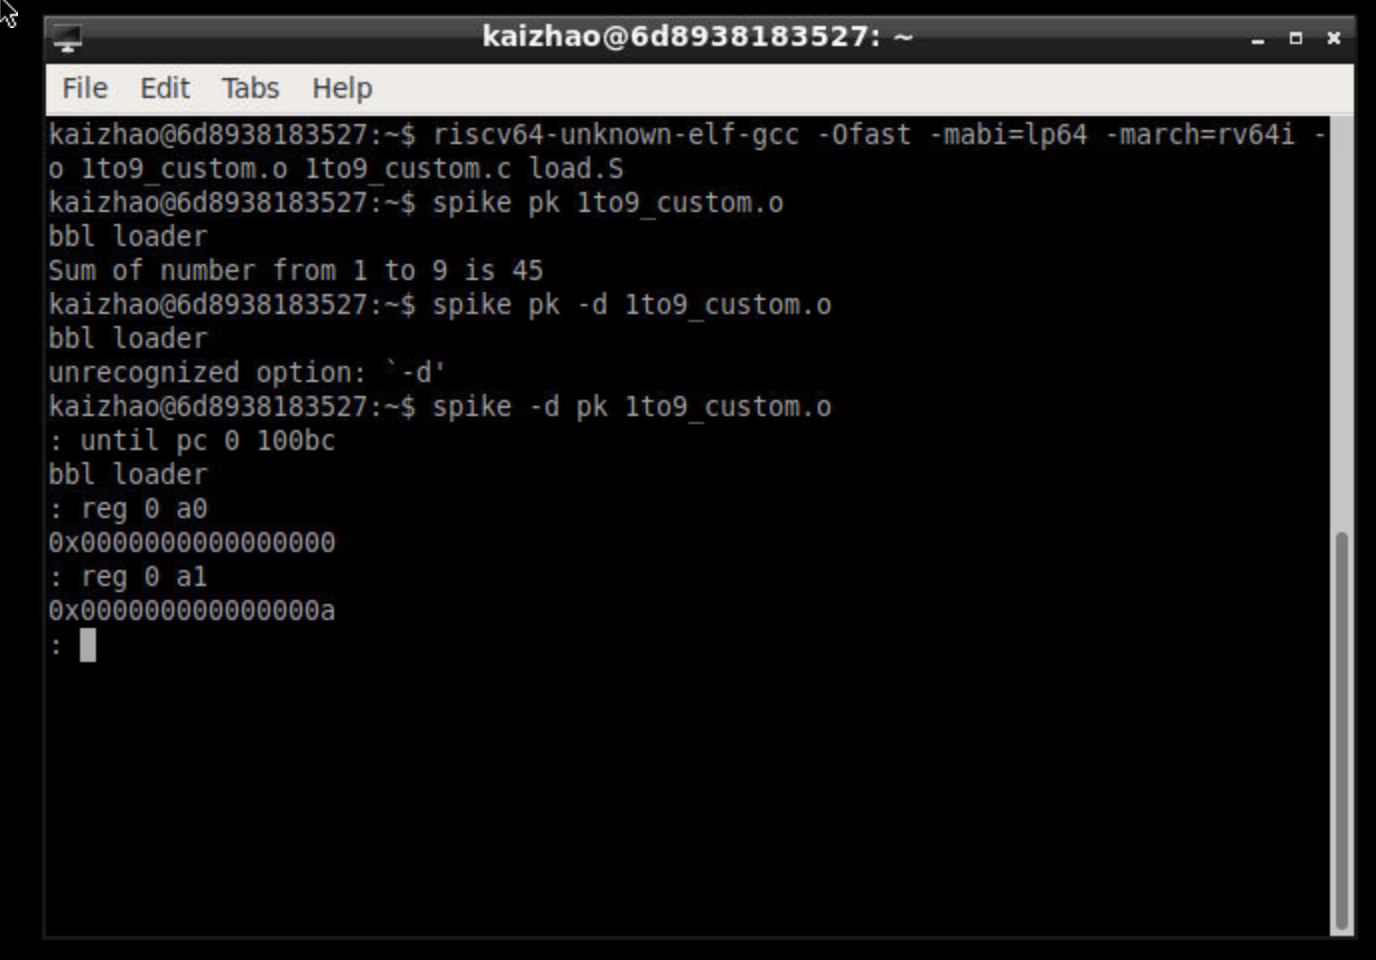 kaizhao@6d8938183527: ~
File Edit Tabs Help
kaizhao@6d8938183527:~$ riscv64-unknown-elf-gcc -Ofast -mabi=lp64 -march=rv64i -
o 1to9_custom.o 1to9_custom.c load.S
kaizhao@6d8938183527:~$ spike pk 1to9_custom.o
bbl loader
Sum of number from 1 to 9 is 45
kaizhao@6d8938183527:~$ spike pk -d 1to9_custom.o
bbl loader
unrecognized option: `-d'
kaizhao@6d8938183527:~$ spike -d pk 1to9_custom.o
: until pc 0 100bc
bbl loader
: reg 0 a0
0x0000000000000000
: reg 0 a1
0x000000000000000a
: